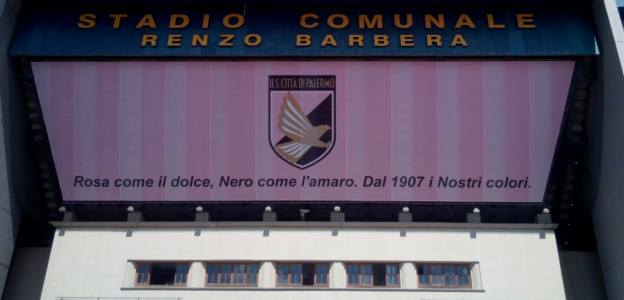 STADIO COMUNALE
RENZO BARBERA
U.S. CITTÀ DI PALERMO
Rosa come il dolce, Nero come l'amaro. Dal 1907 i Nostri colori.